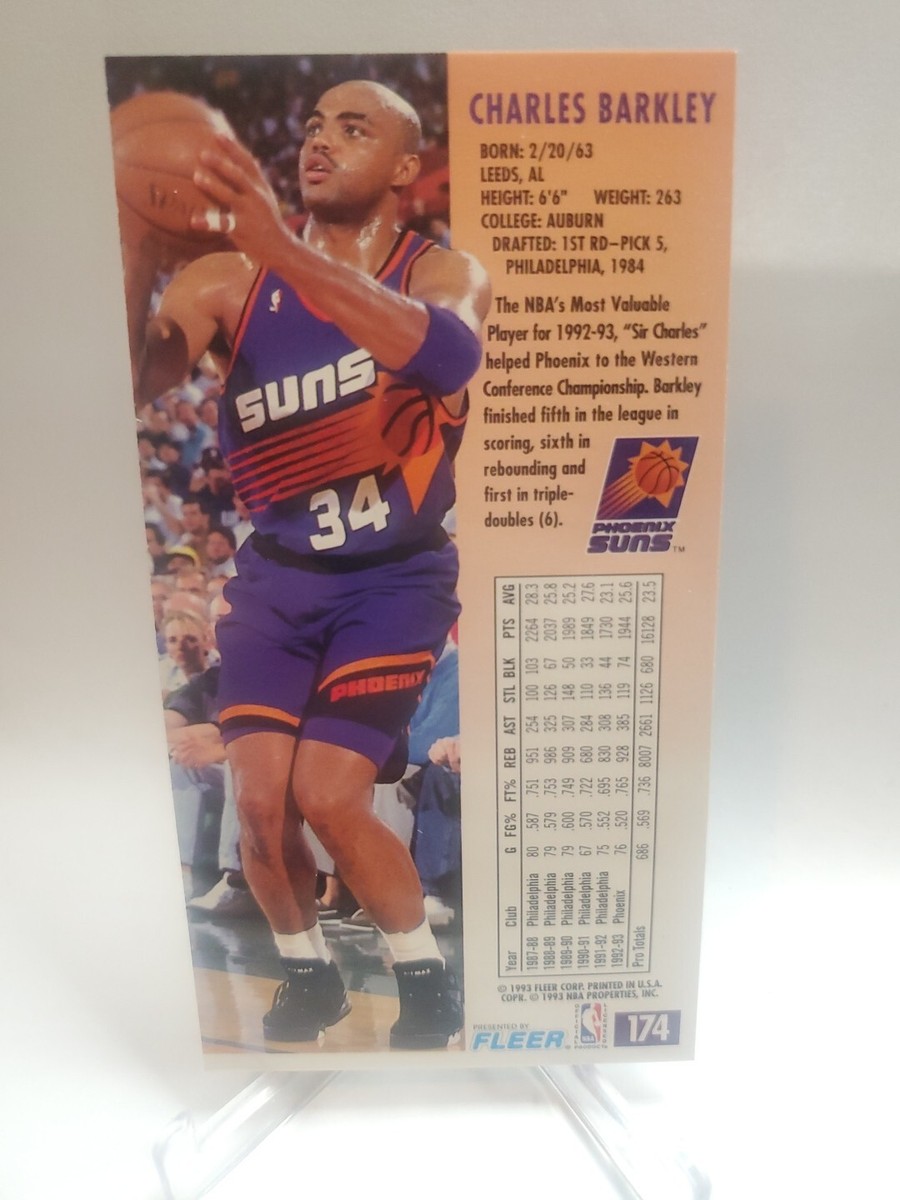 CHARLES BARKLEY
BORN: 2/20/63
LEEDS, AL
HEIGHT: 6'6" WEIGHT: 263
COLLEGE: AUBURN
DRAFTED: 1ST RD–PICK 5,
PHILADELPHIA, 1984
The NBA's Most Valuable
Player for 1992-93, "Sir Charles"
helped Phoenix to the Western
Conference Championship. Barkley
finished fifth in the league in
scoring, sixth in
rebounding and
first in triple-
doubles (6).
PHOENIX
SUNS™
SUNS
34
PHOENIX
Year Club G FG% FT% REB AST STL BLK PTS AVG
1987-88 Philadelphia 80 .587 .751 951 254 100 103 2264 28.3
1988-89 Philadelphia 79 .579 .753 986 325 126 67 2037 25.8
1989-90 Philadelphia 79 .600 .749 909 307 148 50 1989 25.2
1990-91 Philadelphia 67 .570 .722 680 284 110 33 1849 27.6
1991-92 Philadelphia 75 .552 .695 830 308 136 44 1730 23.1
1992-93 Phoenix 76 .520 .765 928 385 119 74 1944 25.6
Pro Totals 686 .569 .736 8007 2661 1126 680 16128 23.5
© 1993 FLEER CORP. PRINTED IN U.S.A.
COPR. © 1993 NBA PROPERTIES, INC.
PRESENTED BY
FLEER
OFFICIAL NBA LICENSED
PRODUCT
174